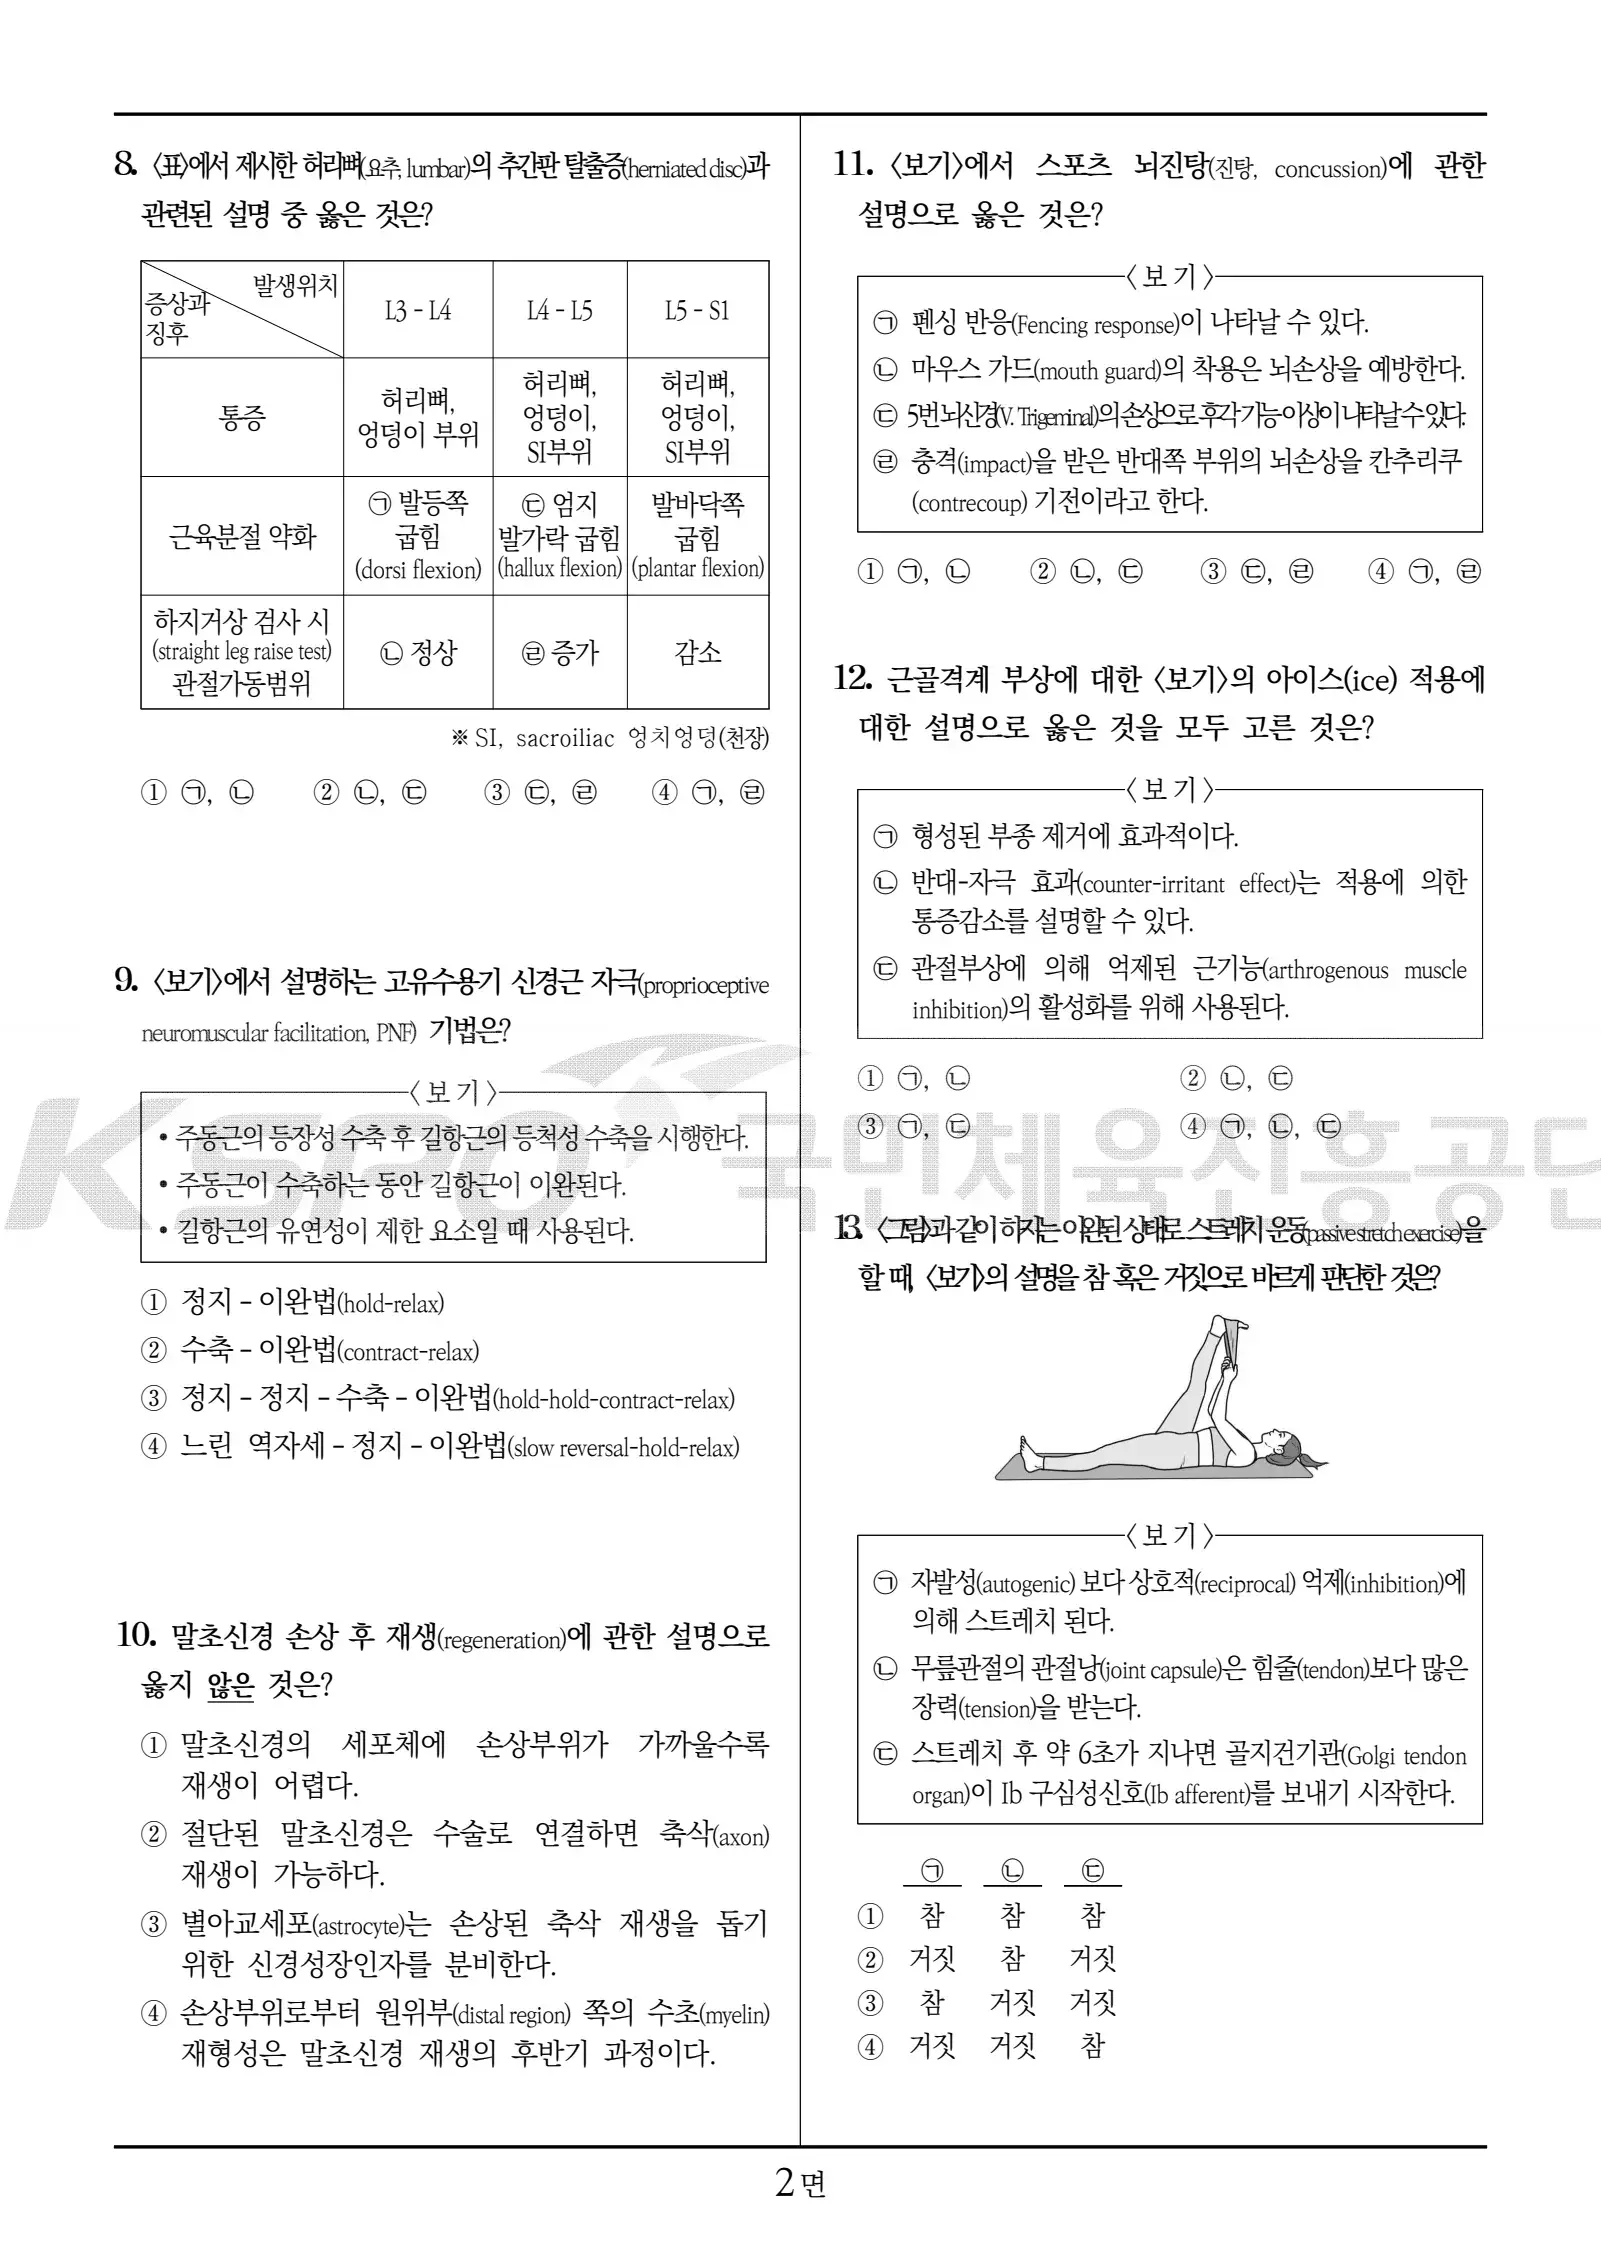 8. 〈표〉에서 제시한 허리뼈(요추, lumbar)의 추간판 탈출증(herniated disc)과
관련된 설명 중 옳은 것은?
발생위치
증상과
징후
L3 - L4
L4 - L5
L5 - S1
통증
허리뼈,
엉덩이 부위
허리뼈,
엉덩이,
SI부위
허리뼈,
엉덩이,
SI부위
근육분절 약화
㉠ 발등쪽
굽힘
(dorsi flexion)
㉢ 엄지
발가락 굽힘
(hallux flexion)
발바닥쪽
굽힘
(plantar flexion)
하지거상 검사 시
(straight leg raise test)
관절가동범위
㉡ 정상
㉣ 증가
감소
※ SI, sacroiliac 엉치엉덩(천장)
① ㉠, ㉡ ② ㉡, ㉢ ③ ㉢, ㉣ ④ ㉠, ㉣
9. 〈보기〉에서 설명하는 고유수용기 신경근 자극(proprioceptive
neuromuscular facilitation, PNF) 기법은?
〈 보 기 〉
• 주동근의 등장성 수축 후 길항근의 등척성 수축을 시행한다.
• 주동근이 수축하는 동안 길항근이 이완된다.
• 길항근의 유연성이 제한 요소일 때 사용된다.
① 정지 - 이완법(hold-relax)
② 수축 - 이완법(contract-relax)
③ 정지 - 정지 - 수축 - 이완법(hold-hold-contract-relax)
④ 느린 역자세 - 정지 - 이완법(slow reversal-hold-relax)
10. 말초신경 손상 후 재생(regeneration)에 관한 설명으로
옳지 않은 것은?
① 말초신경의 세포체에 손상부위가 가까울수록
재생이 어렵다.
② 절단된 말초신경은 수술로 연결하면 축삭(axon)
재생이 가능하다.
③ 별아교세포(astrocyte)는 손상된 축삭 재생을 돕기
위한 신경성장인자를 분비한다.
④ 손상부위로부터 원위부(distal region) 쪽의 수초(myelin)
재형성은 말초신경 재생의 후반기 과정이다.
11. 〈보기〉에서 스포츠 뇌진탕(진탕, concussion)에 관한
설명으로 옳은 것은?
〈 보 기 〉
㉠ 펜싱 반응(Fencing response)이 나타날 수 있다.
㉡ 마우스 가드(mouth guard)의 착용은 뇌손상을 예방한다.
㉢ 5번 뇌신경(V. Trigeminal)의 손상으로 후각 기능 이상이 나타날 수 있다.
㉣ 충격(impact)을 받은 반대쪽 부위의 뇌손상을 칸추리쿠
(contrecoup) 기전이라고 한다.
① ㉠, ㉡ ② ㉡, ㉢ ③ ㉢, ㉣ ④ ㉠, ㉣
12. 근골격계 부상에 대한 〈보기〉의 아이스(ice) 적용에
대한 설명으로 옳은 것을 모두 고른 것은?
〈 보 기 〉
㉠ 형성된 부종 제거에 효과적이다.
㉡ 반대-자극 효과(counter-irritant effect)는 적용에 의한
통증감소를 설명할 수 있다.
㉢ 관절부상에 의해 억제된 근기능(arthrogenous muscle
inhibition)의 활성화를 위해 사용된다.
① ㉠, ㉡ ② ㉡, ㉢
③ ㉠, ㉢ ④ ㉠, ㉡, ㉢
KSPO 국민체육진흥공단
13. 〈그림〉과 같이 하지는 이완된 상태로 스트레치 운동(passive stretch exercise)을
할 때, 〈보기〉의 설명을 참 혹은 거짓으로 바르게 판단한 것은?
〈 보 기 〉
㉠ 자발성(autogenic) 보다 상호적(reciprocal) 억제(inhibition)에
의해 스트레치 된다.
㉡ 무릎관절의 관절낭(joint capsule)은 힘줄(tendon)보다 많은
장력(tension)을 받는다.
㉢ 스트레치 후 약 6초가 지나면 골지건기관(Golgi tendon
organ)이 Ib 구심성신호(Ib afferent)를 보내기 시작한다.
㉠ ㉡ ㉢
① 참 참 참
② 거짓 참 거짓
③ 참 거짓 거짓
④ 거짓 거짓 참
2 면